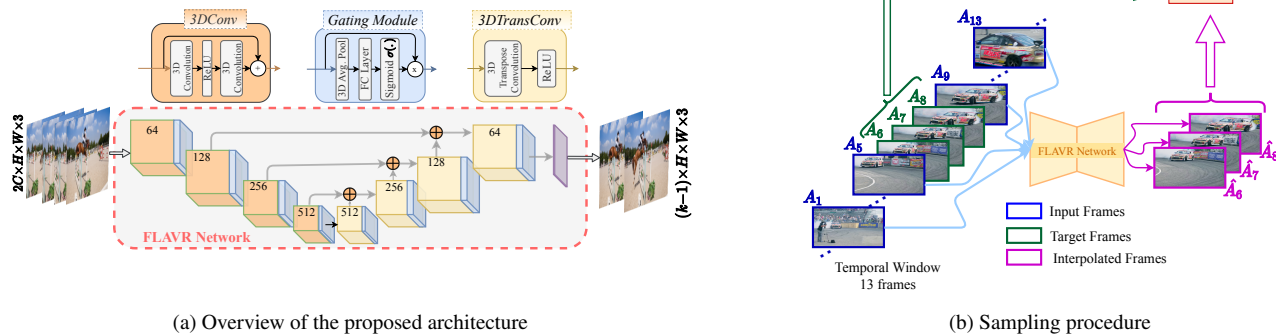 3DConv
3D
Convolution
ReLU
3D
Convolution
+
Gating Module
3D Avg. Pool
FC Layer
Sigmoid σ(.)
x
3DTransConv
3D
Transpose
Convolution
ReLU
2C×H×W×3
64
128
256
512
512
256
128
64
FLAVR Network
(k−1)×H×W×3
(a) Overview of the proposed architecture
A13
A9
A8
A7
A6
A5
A1
FLAVR Network
Â8
Â7
Â6
Input Frames
Target Frames
Interpolated Frames
Temporal Window
13 frames
(b) Sampling procedure